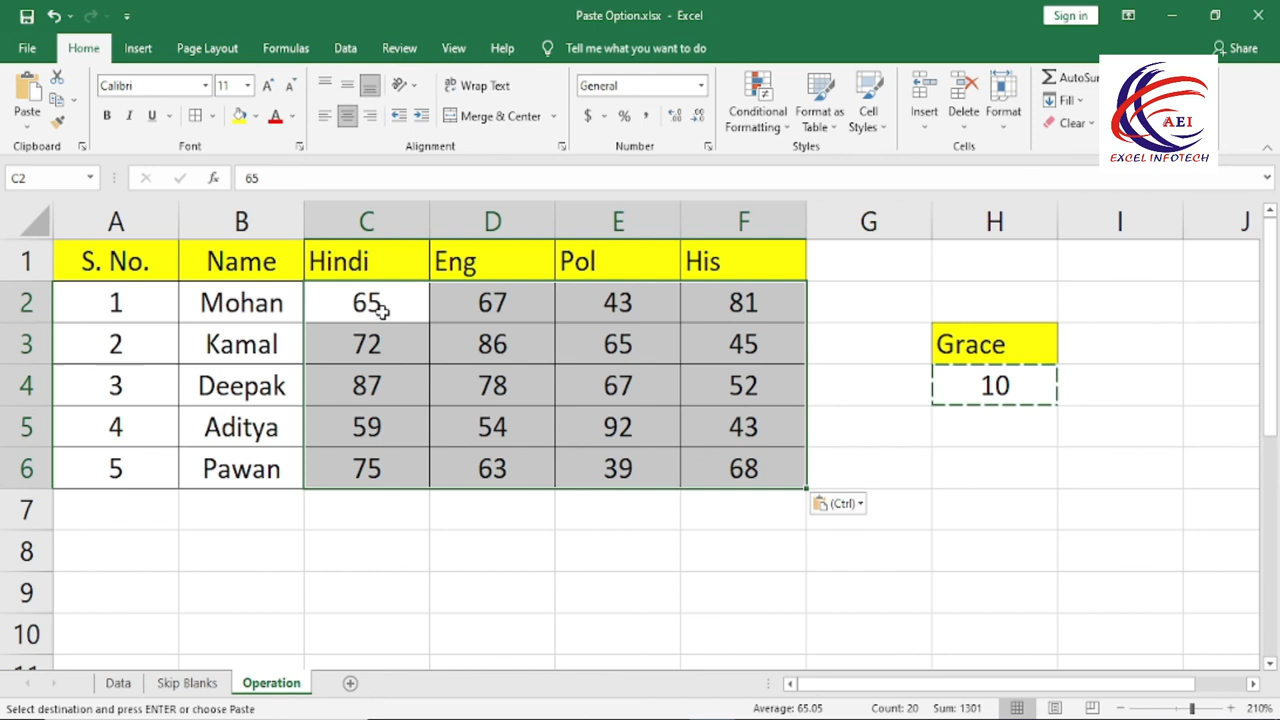 Paste Option.xlsx - Excel
Sign in
File Home Insert Page Layout Formulas Data Review View Help Tell me what you want to do Share
Calibri 11 A A Wrap Text General AutoSum
Paste B I U A Merge & Center $ % , Conditional Formatting Format as Table Cell Styles Insert Delete Format Fill Clear
Clipboard Font Alignment Number Styles Cells
AEI
EXCEL INFOTECH
C2 fx 65
A B C D E F G H I J
1 S. No. Name Hindi Eng Pol His
2 1 Mohan 65 67 43 81
3 2 Kamal 72 86 65 45 Grace
4 3 Deepak 87 78 67 52 10
5 4 Aditya 59 54 92 43
6 5 Pawan 75 63 39 68
7 (Ctrl)
8
9
10
Data Skip Blanks Operation
Select destination and press ENTER or choose Paste Average: 65.05 Count: 20 Sum: 1301 210%